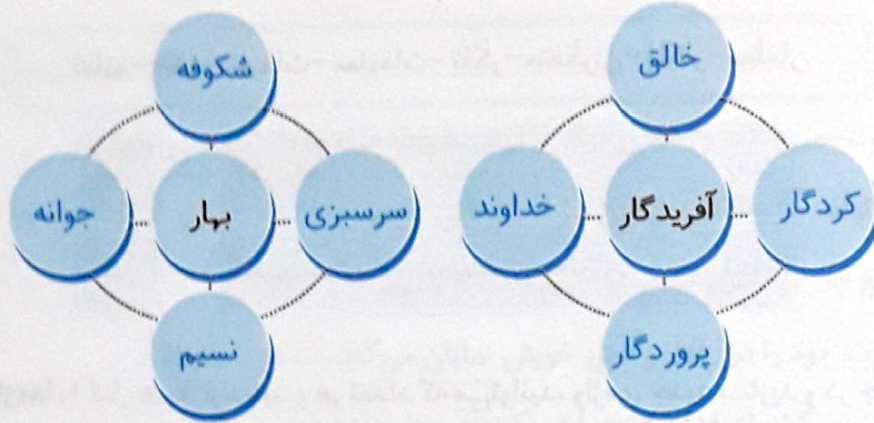 خالق
کردگار
آفریدگار
خداوند
پروردگار
شکوفه
سرسبزی
بهار
جوانه
نسیم